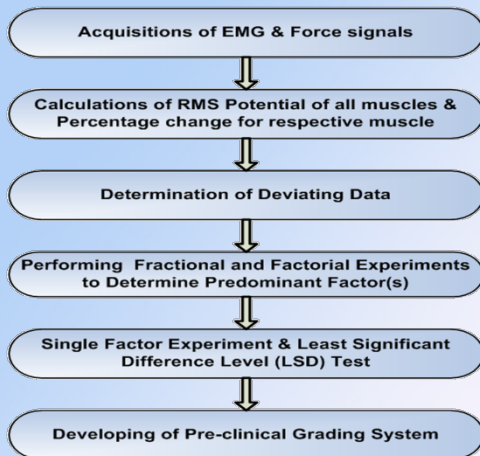 Acquisitions of EMG & Force signals
Calculations of RMS Potential of all muscles &
Percentage change for respective muscle
Determination of Deviating Data
Performing Fractional and Factorial Experiments
to Determine Predominant Factor(s)
Single Factor Experiment & Least Significant
Difference Level (LSD) Test
Developing of Pre-clinical Grading System